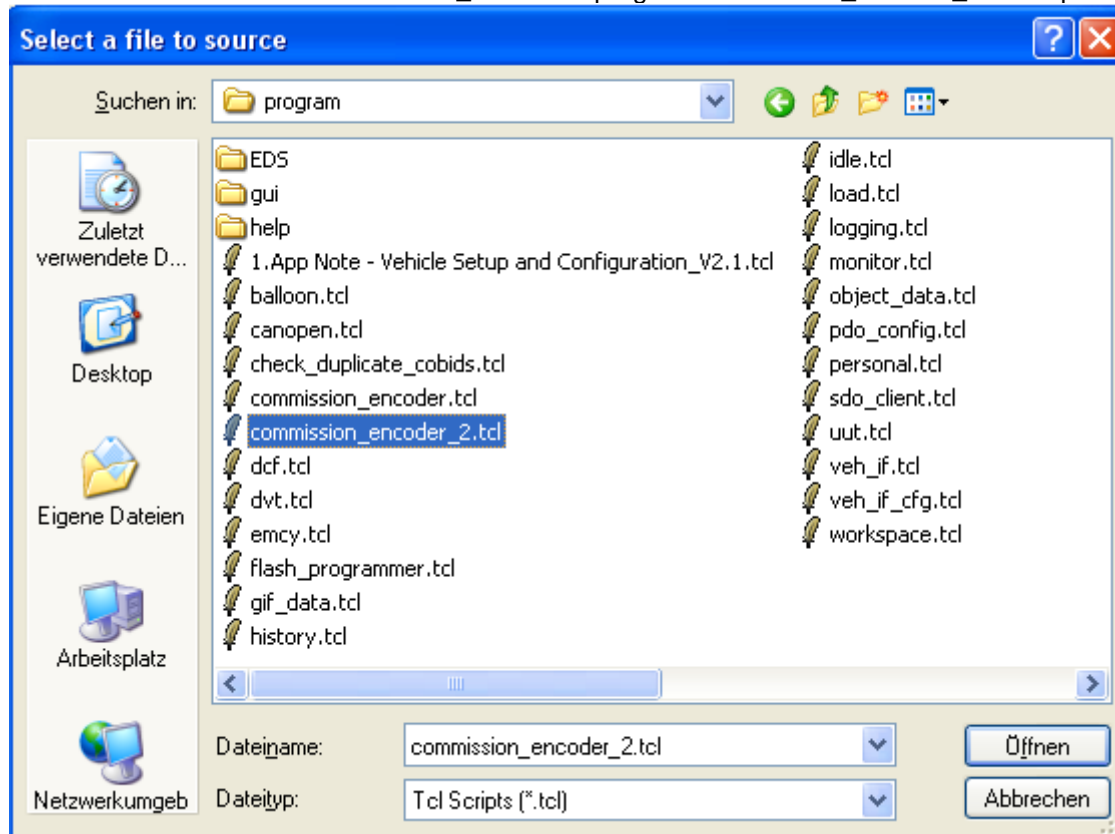 Select a file to source
Suchen in:
program
Zuletzt
verwendete D...
Desktop
Eigene Dateien
Arbeitsplatz
Netzwerkumgeb
EDS
gui
help
1.App Note - Vehicle Setup and Configuration_V2.1.tcl
balloon.tcl
canopen.tcl
check_duplicate_cobids.tcl
commission_encoder.tcl
commission_encoder_2.tcl
dcf.tcl
dvt.tcl
emcy.tcl
flash_programmer.tcl
gif_data.tcl
history.tcl
idle.tcl
load.tcl
logging.tcl
monitor.tcl
object_data.tcl
pdo_config.tcl
personal.tcl
sdo_client.tcl
uut.tcl
veh_if.tcl
veh_if_cfg.tcl
workspace.tcl
Dateiname:
commission_encoder_2.tcl
Öffnen
Dateityp:
Tcl Scripts (*.tcl)
Abbrechen